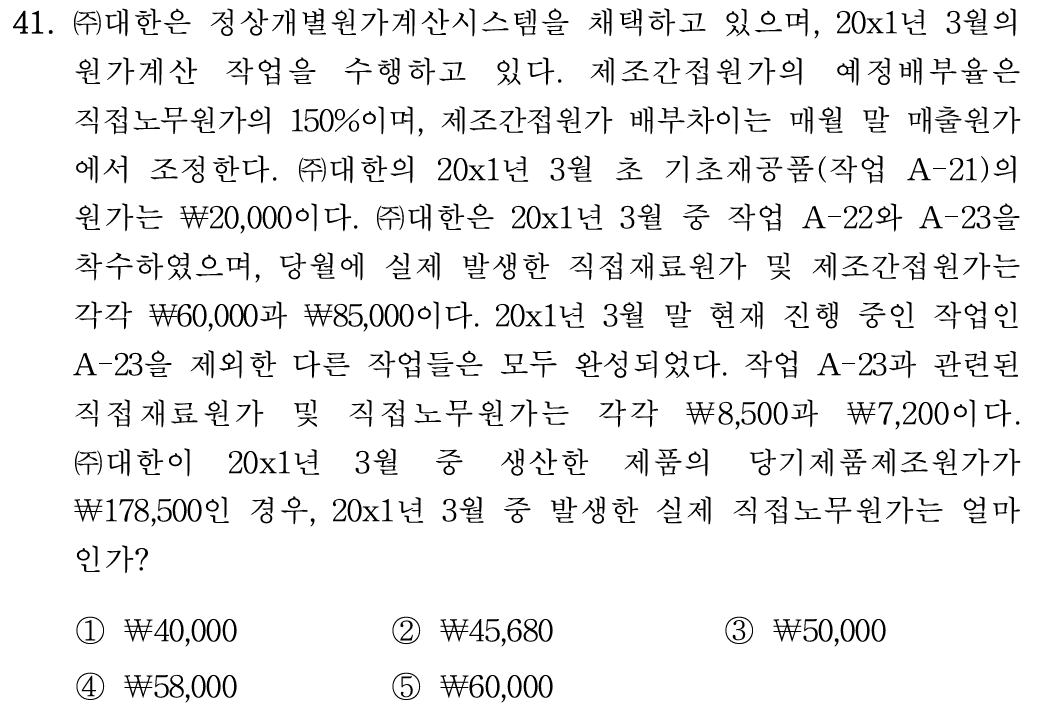 41. ㈜대한은 정상개별원가계산시스템을 채택하고 있으며, 20x1년 3월의
원가계산 작업을 수행하고 있다. 제조간접원가의 예정배부율은
직접노무원가의 150%이며, 제조간접원가 배부차이는 매월 말 매출원가
에서 조정한다. ㈜대한의 20x1년 3월 초 기초재공품(작업 A-21)의
원가는 ₩20,000이다. ㈜대한은 20x1년 3월 중 작업 A-22와 A-23을
착수하였으며, 당월에 실제 발생한 직접재료원가 및 제조간접원가는
각각 ₩60,000과 ₩85,000이다. 20x1년 3월 말 현재 진행 중인 작업인
A-23을 제외한 다른 작업들은 모두 완성되었다. 작업 A-23과 관련된
직접재료원가 및 직접노무원가는 각각 ₩8,500과 ₩7,200이다.
㈜대한이 20x1년 3월 중 생산한 제품의 당기제품제조원가가
₩178,500인 경우, 20x1년 3월 중 발생한 실제 직접노무원가는 얼마
인가?
① ₩40,000 ② ₩45,680 ③ ₩50,000
④ ₩58,000 ⑤ ₩60,000